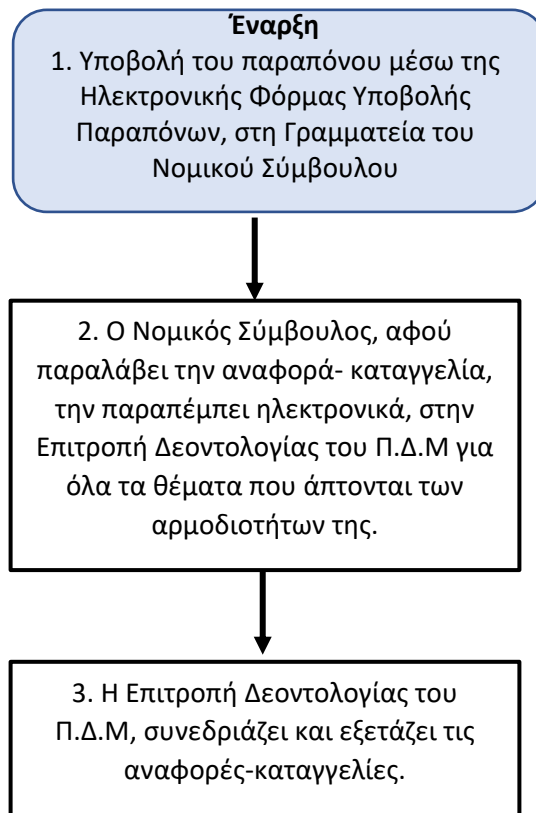 Έναρξη
1. Υποβολή του παραπόνου μέσω της
Ηλεκτρονικής Φόρμας Υποβολής
Παραπόνων, στη Γραμματεία του
Νομικού Σύμβουλου
2. Ο Νομικός Σύμβουλος, αφού
παραλάβει την αναφορά- καταγγελία,
την παραπέμπει ηλεκτρονικά, στην
Επιτροπή Δεοντολογίας του Π.Δ.Μ για
όλα τα θέματα που άπτονται των
αρμοδιοτήτων της.
3. Η Επιτροπή Δεοντολογίας του
Π.Δ.Μ, συνεδριάζει και εξετάζει τις
αναφορές-καταγγελίες.